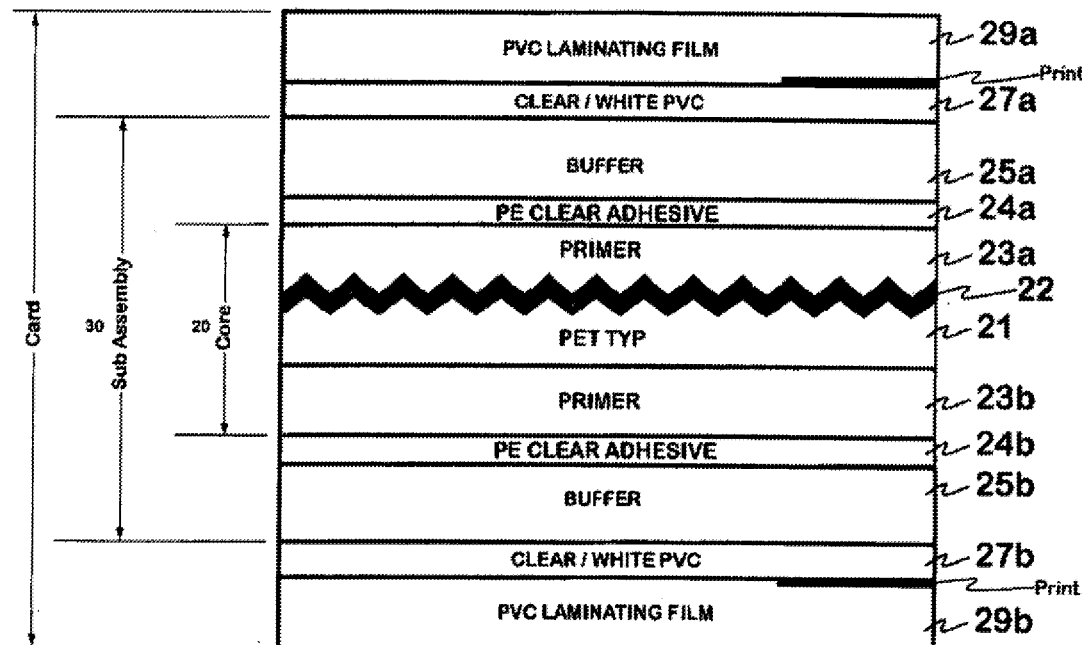 PVC LAMINATING FILM
29a
Print
CLEAR / WHITE PVC
27a
BUFFER
25a
PE CLEAR ADHESIVE
24a
PRIMER
23a
22
PET TYP
21
PRIMER
23b
PE CLEAR ADHESIVE
24b
BUFFER
25b
CLEAR / WHITE PVC
27b
Print
PVC LAMINATING FILM
29b
Card
30
Sub Assembly
20
Core